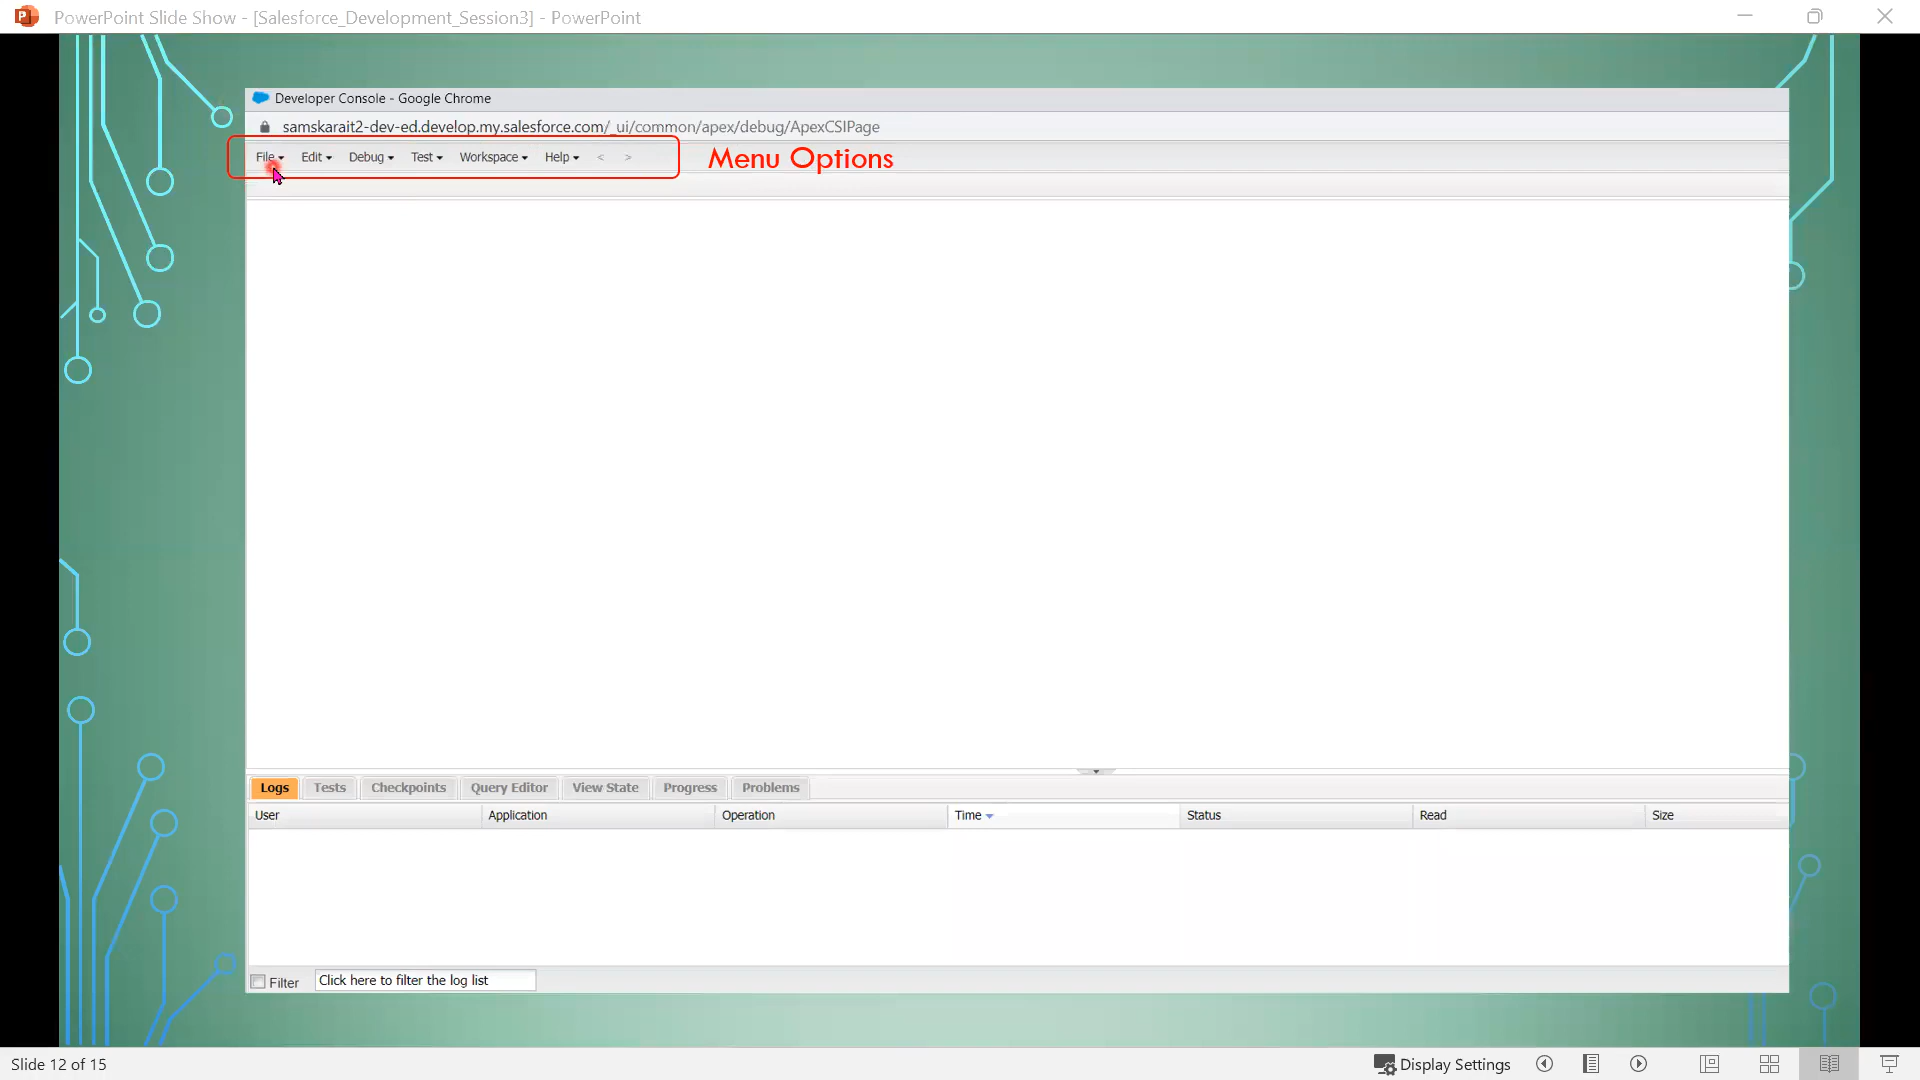 PowerPoint Slide Show - [Salesforce_Development_Session3] - PowerPoint
Developer Console - Google Chrome
samskarait2-dev-ed.develop.my.salesforce.com/_ui/common/apex/debug/ApexCSIPage
File Edit Debug Test Workspace Help < >
Menu Options
Logs Tests Checkpoints Query Editor View State Progress Problems
User Application Operation Time Status Read Size
Filter Click here to filter the log list
Slide 12 of 15 Display Settings